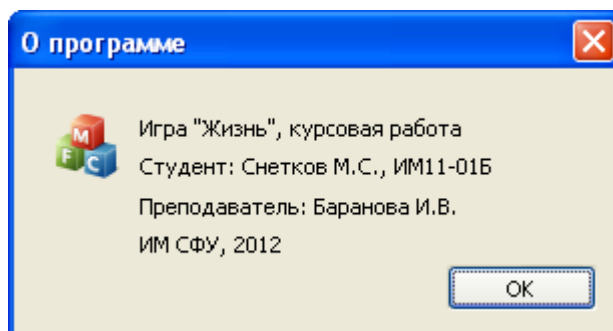 О программе
M
F C
Игра "Жизнь", курсовая работа
Студент: Снетков М.С., ИМ11-01Б
Преподаватель: Баранова И.В.
ИМ СФУ, 2012
OK